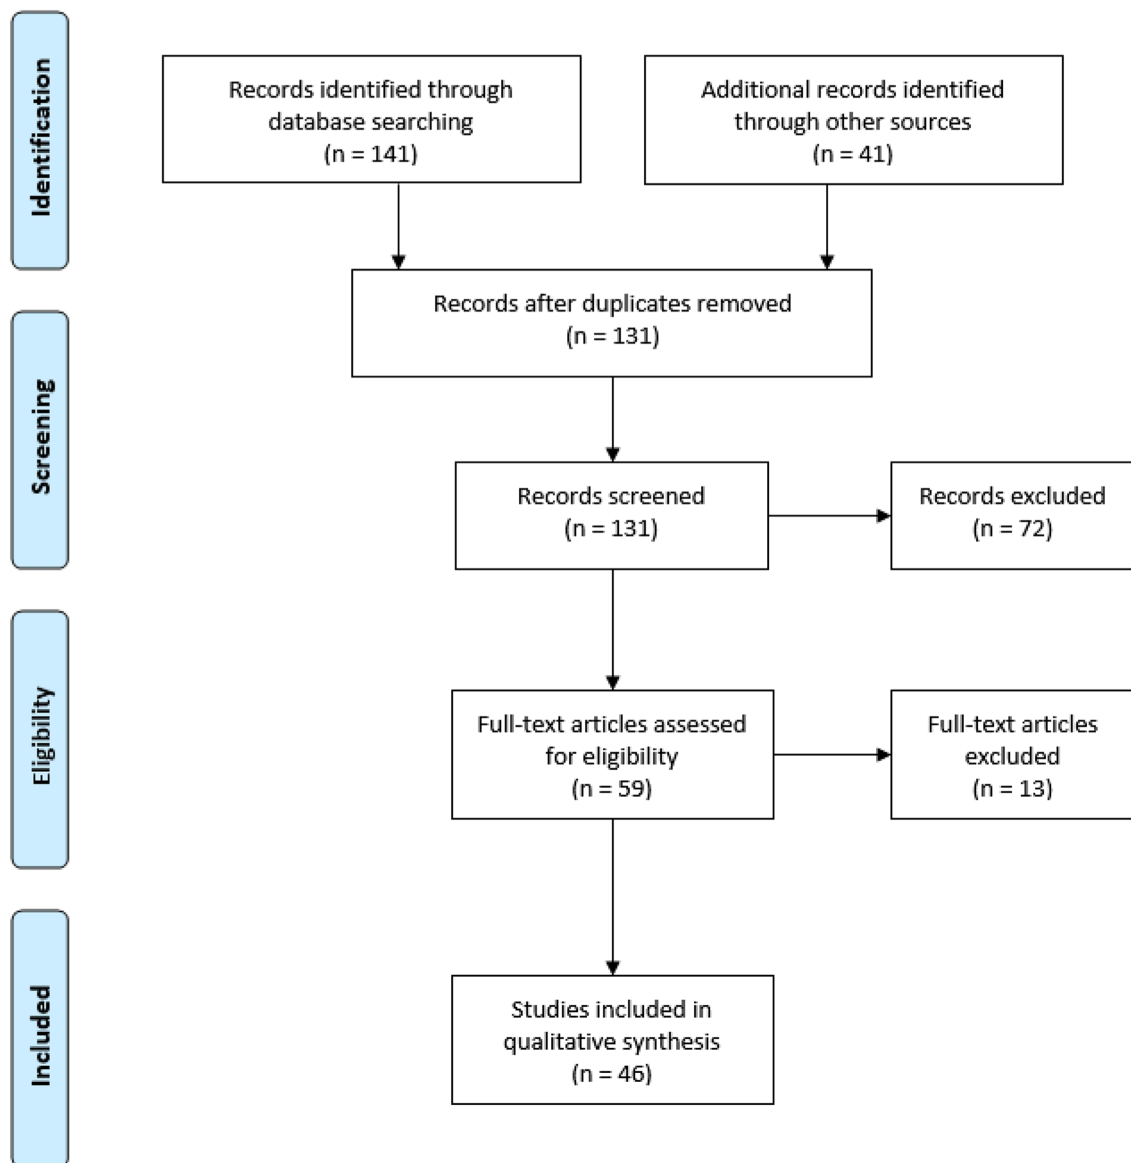 Identification
Records identified through
database searching
(n = 141)
Additional records identified
through other sources
(n = 41)
Records after duplicates removed
(n = 131)
Screening
Records screened
(n = 131)
Records excluded
(n = 72)
Eligibility
Full-text articles assessed
for eligibility
(n = 59)
Full-text articles
excluded
(n = 13)
Included
Studies included in
qualitative synthesis
(n = 46)